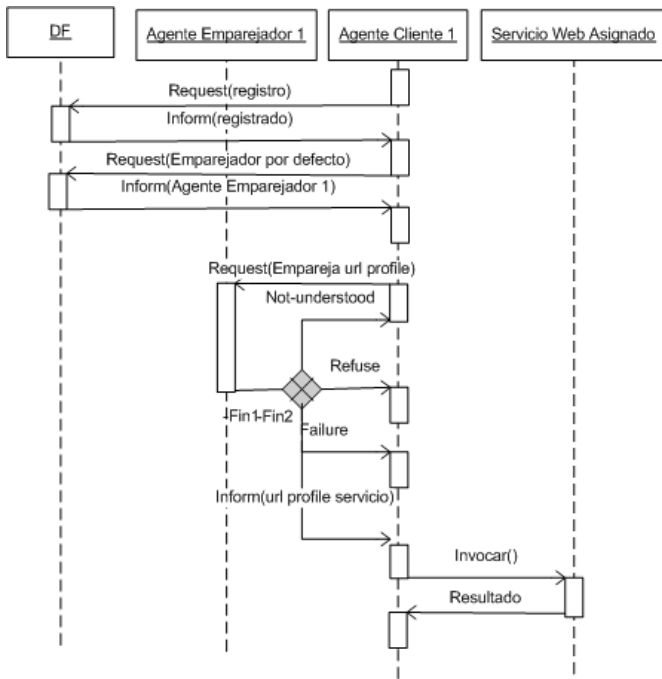 DF
Agente Emparejador 1
Agente Cliente 1
Servicio Web Asignado
Request(registro)
Inform(registrado)
Request(Emparejador por defecto)
Inform(Agente Emparejador 1)
Request(Empareja url profile)
Not-understood
Refuse
-Fin1-Fin2
Failure
Inform(url profile servicio)
Invocar()
Resultado